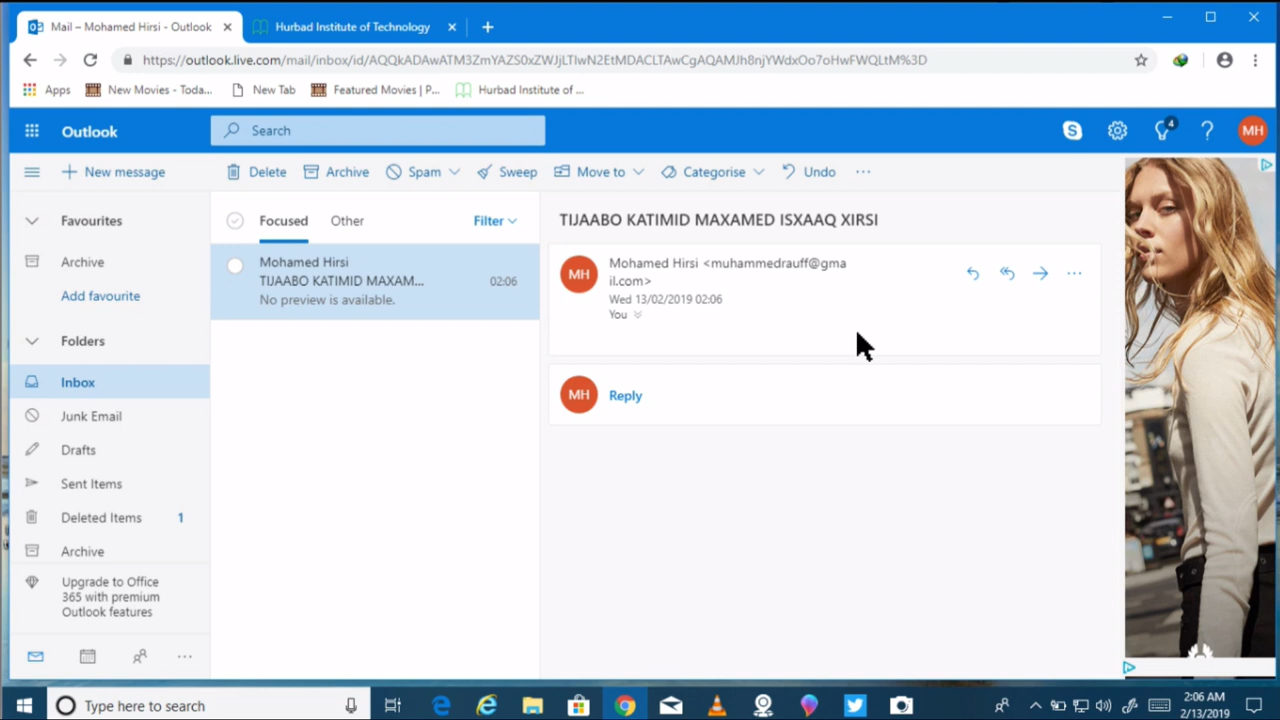 Mail – Mohamed Hirsi - Outlook
Hurbad Institute of Technology
https://outlook.live.com/mail/inbox/id/AQQkADAwATM3ZmYAZS0xZWJjLTIwN2EtMDACLTAwCgAQAMJh8njYWdxOo7oHwFWQLtM%3D
Apps
New Movies - Toda...
New Tab
Featured Movies | P...
Hurbad Institute of ...
Outlook
Search
4
MH
New message
Delete
Archive
Spam
Sweep
Move to
Categorise
Undo
Favourites
Archive
Add favourite
Folders
Inbox
Junk Email
Drafts
Sent Items
Deleted Items 1
Archive
Upgrade to Office
365 with premium
Outlook features
Focused
Other
Filter
Mohamed Hirsi
TIJAABO KATIMID MAXAM... 02:06
No preview is available.
TIJAABO KATIMID MAXAMED ISXAAQ XIRSI
MH
Mohamed Hirsi <muhammedrauff@gma
il.com>
Wed 13/02/2019 02:06
You
MH
Reply
Type here to search
2:06 AM
2/13/2019